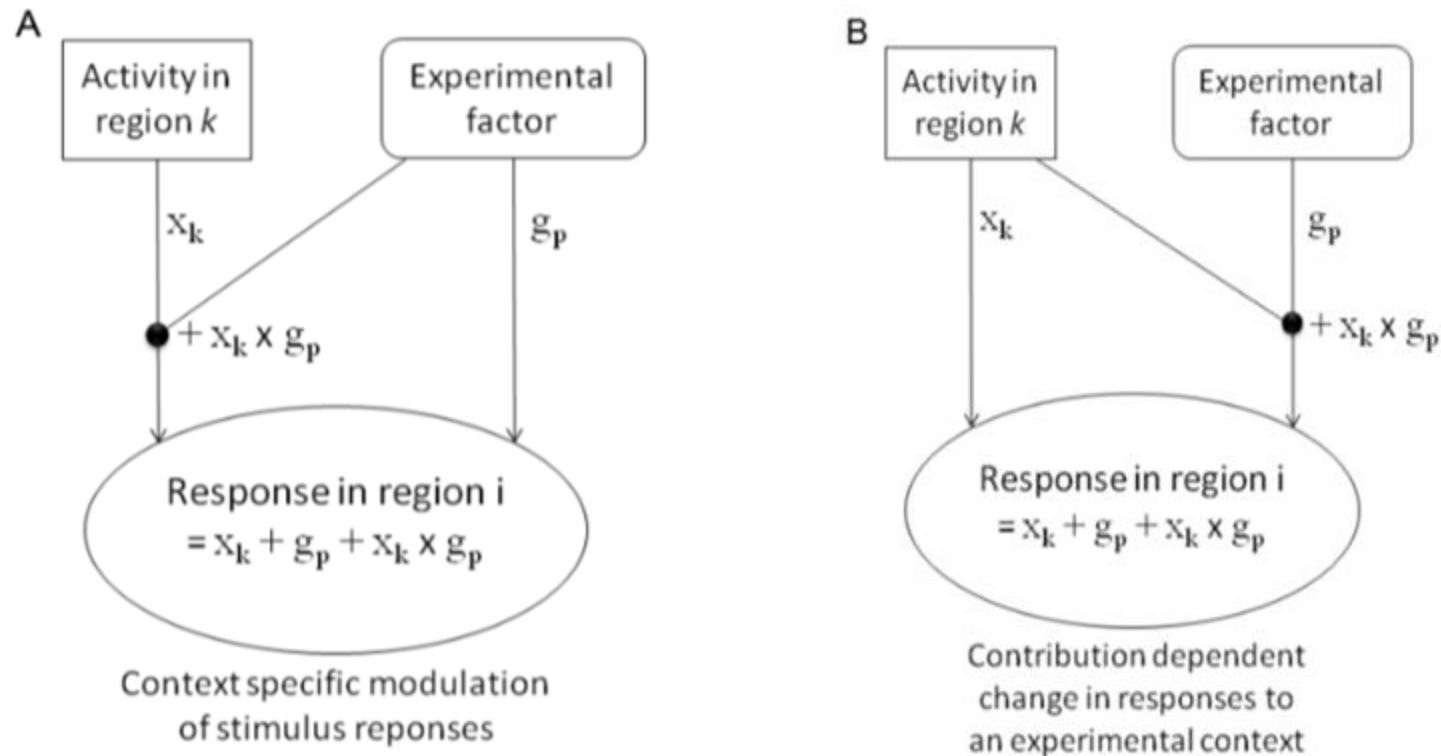 A
Activity in
region k
Experimental
factor
xk
gp
+ xk x gp
Response in region i
= xk + gp + xk x gp
Context specific modulation
of stimulus reponses
B
Activity in
region k
Experimental
factor
xk
gp
+ xk x gp
Response in region i
= xk + gp + xk x gp
Contribution dependent
change in responses to
an experimental context